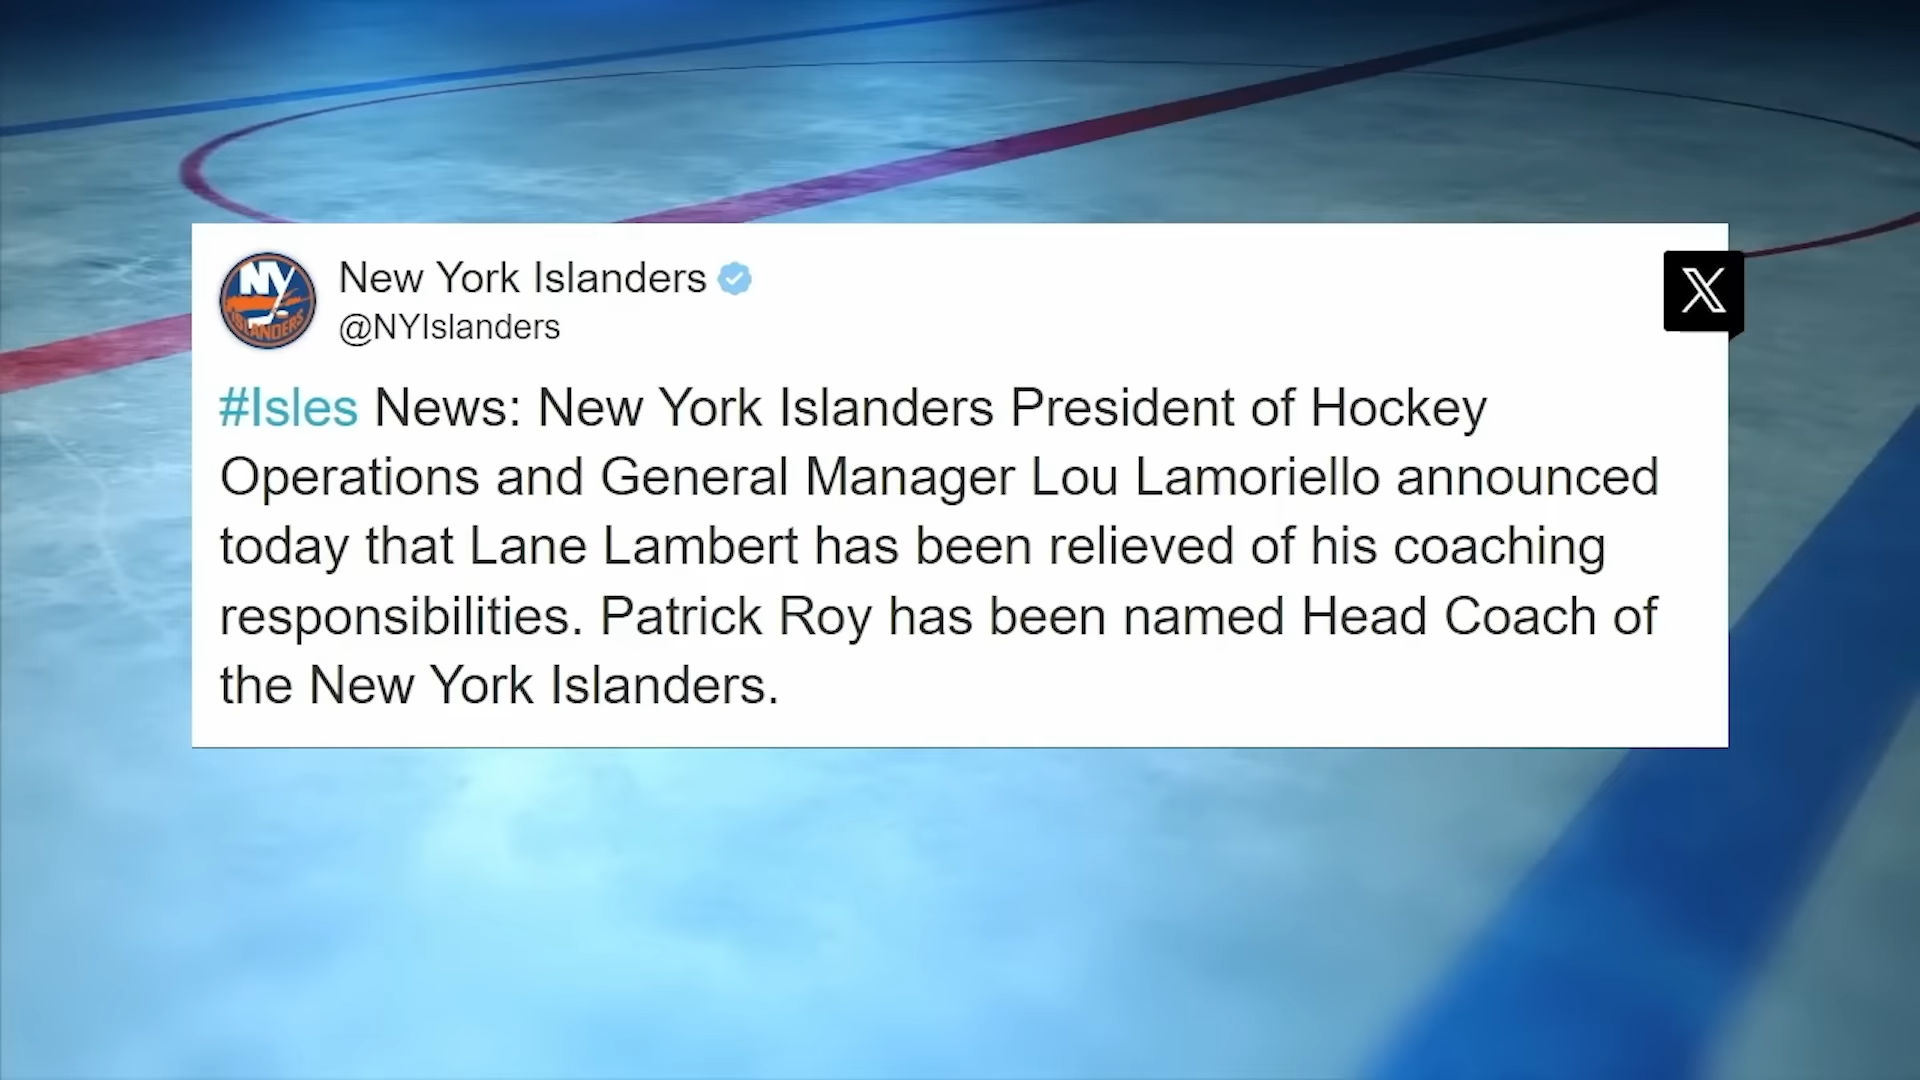 New York Islanders
@NYIslanders
NY
ISLANDERS
#Isles News: New York Islanders President of Hockey
Operations and General Manager Lou Lamoriello announced
today that Lane Lambert has been relieved of his coaching
responsibilities. Patrick Roy has been named Head Coach of
the New York Islanders.